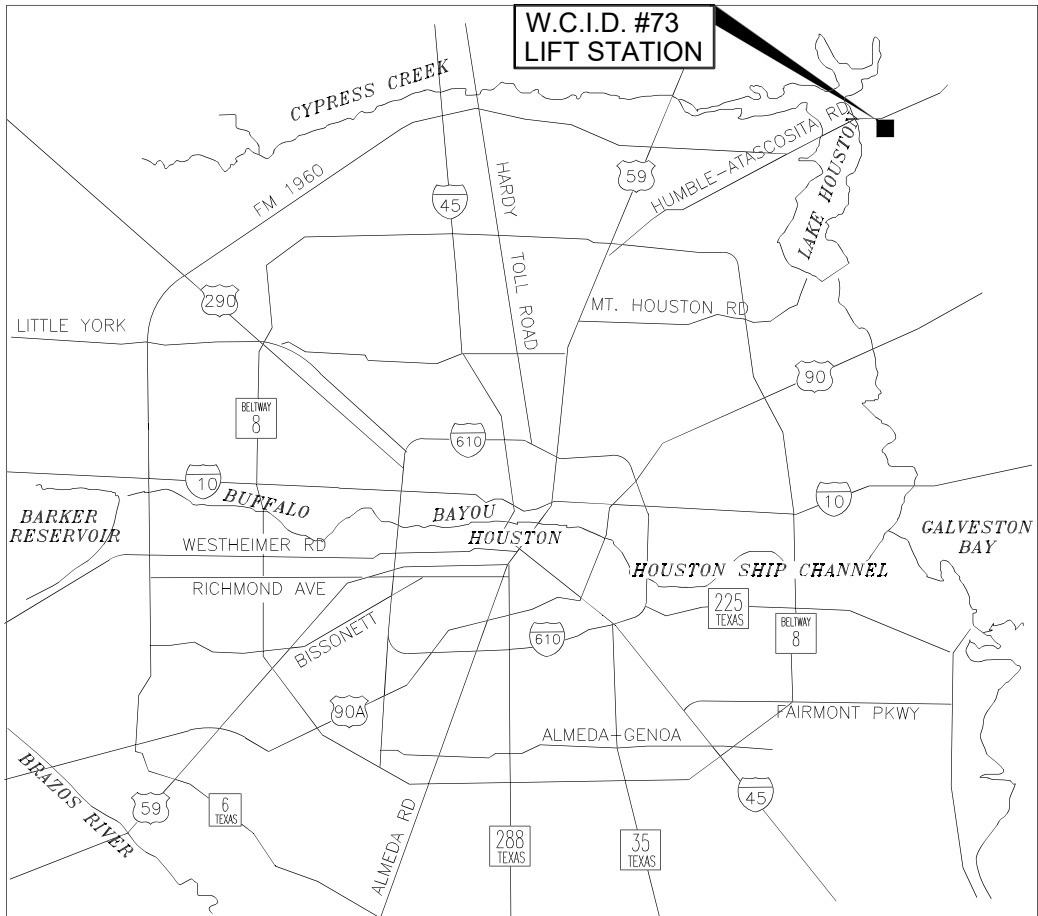 W.C.I.D. #73
LIFT STATION
CYPRESS CREEK
HUMBLE-ATASCOSITA RD
LAKE HOUSTON
FM 1960
HARDY
TOLL ROAD
59
45
290
MT. HOUSTON RD
LITTLE YORK
90
BELTWAY
8
610
10
BUFFALO
BAYOU
HOUSTON
10
BARKER
RESERVOIR
GALVESTON
BAY
WESTHEIMER RD
HOUSTON SHIP CHANNEL
RICHMOND AVE
225
TEXAS
BELTWAY
8
BISSONETT
610
90A
FAIRMONT PKWY
ALMEDA-GENOA
BRAZOS RIVER
59
6
TEXAS
ALMEDA RD
288
TEXAS
35
TEXAS
45